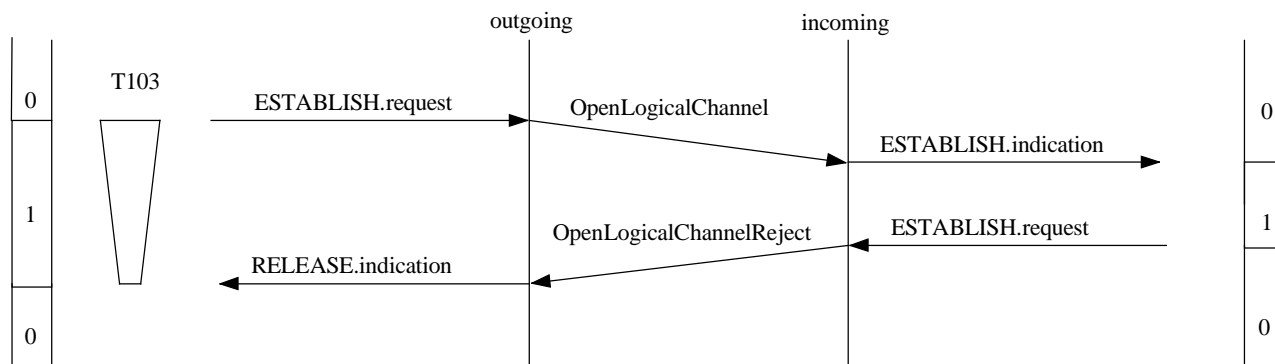 outgoing
incoming
T103
0
ESTABLISH.request
OpenLogicalChannel
0
ESTABLISH.indication
1
OpenLogicalChannelReject
ESTABLISH.request
1
RELEASE.indication
0
0